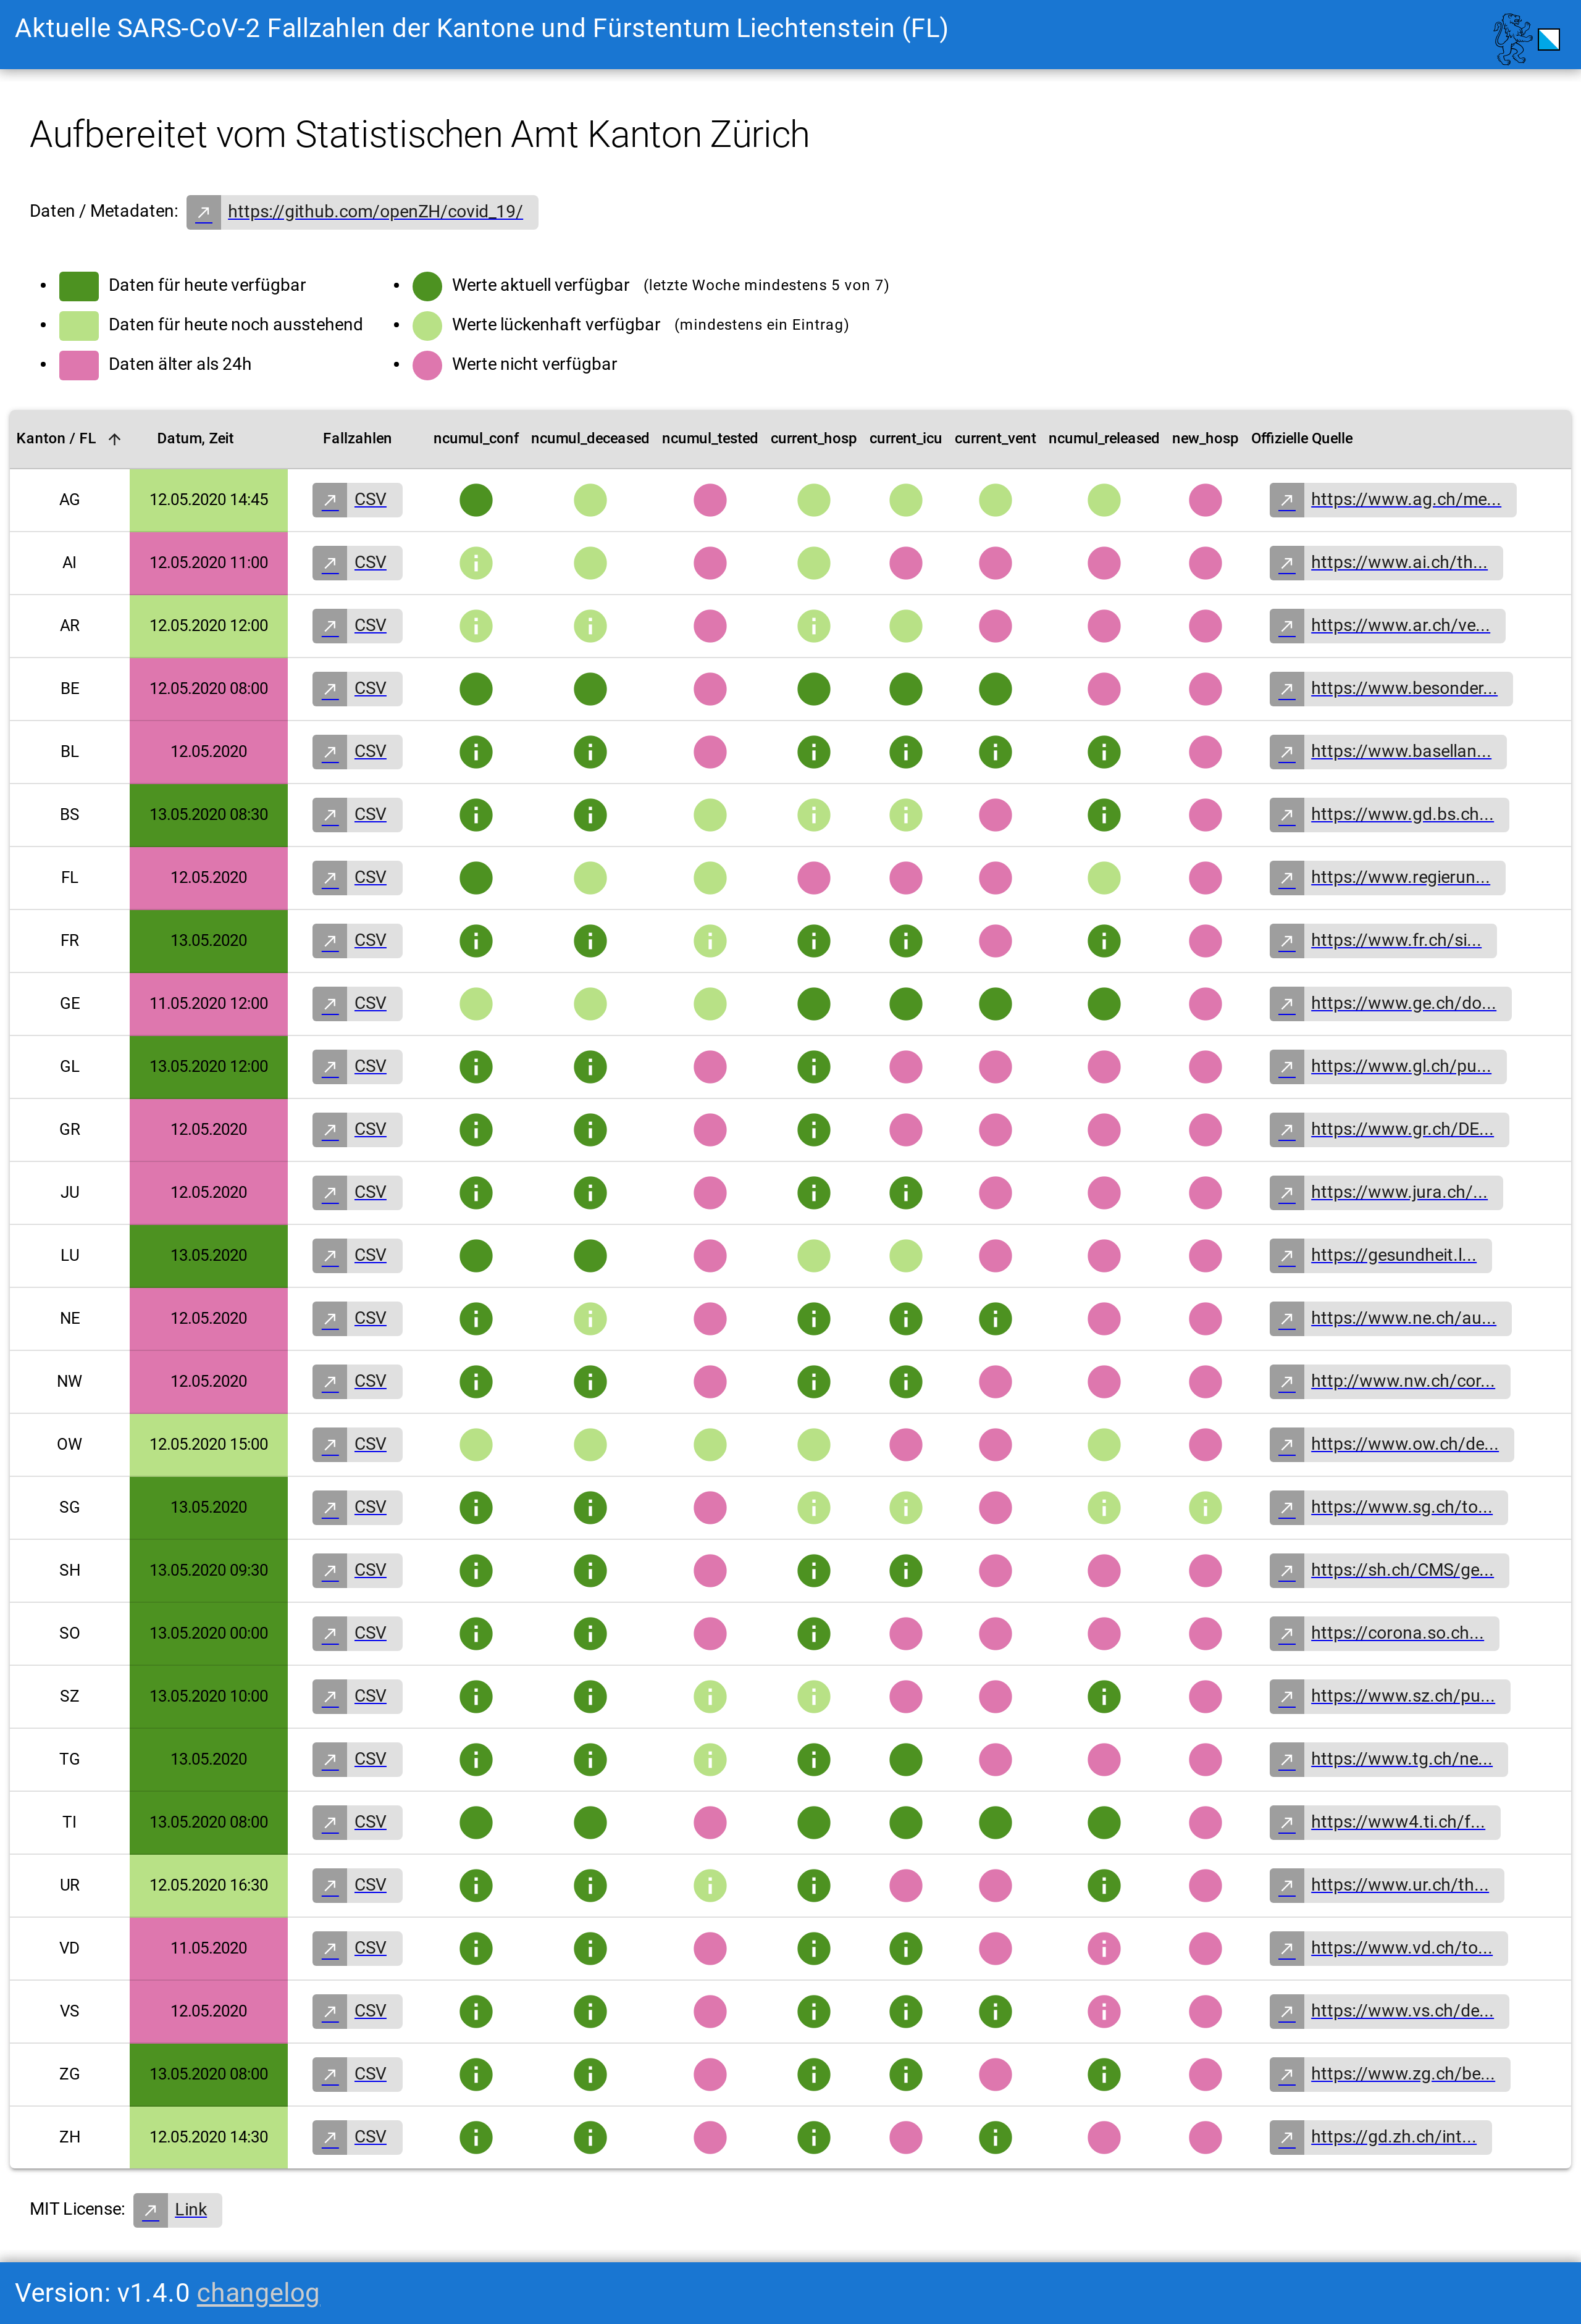 Aktuelle SARS-CoV-2 Fallzahlen der Kantone und Fürstentum Liechtenstein (FL)
Aufbereitet vom Statistischen Amt Kanton Zürich
Daten / Metadaten: https://github.com/openZH/covid_19/
Daten für heute verfügbar
Daten für heute noch ausstehend
Daten älter als 24h
Werte aktuell verfügbar (letzte Woche mindestens 5 von 7)
Werte lückenhaft verfügbar (mindestens ein Eintrag)
Werte nicht verfügbar
Kanton / FL Datum, Zeit Fallzahlen ncumul_conf ncumul_deceased ncumul_tested current_hosp current_icu current_vent ncumul_released new_hosp Offizielle Quelle
AG 12.05.2020 14:45 CSV https://www.ag.ch/me...
AI 12.05.2020 11:00 CSV https://www.ai.ch/th...
AR 12.05.2020 12:00 CSV https://www.ar.ch/ve...
BE 12.05.2020 08:00 CSV https://www.besonder...
BL 12.05.2020 CSV https://www.basellan...
BS 13.05.2020 08:30 CSV https://www.gd.bs.ch...
FL 12.05.2020 CSV https://www.regierun...
FR 13.05.2020 CSV https://www.fr.ch/si...
GE 11.05.2020 12:00 CSV https://www.ge.ch/do...
GL 13.05.2020 12:00 CSV https://www.gl.ch/pu...
GR 12.05.2020 CSV https://www.gr.ch/DE...
JU 12.05.2020 CSV https://www.jura.ch/...
LU 13.05.2020 CSV https://gesundheit.l...
NE 12.05.2020 CSV https://www.ne.ch/au...
NW 12.05.2020 CSV http://www.nw.ch/cor...
OW 12.05.2020 15:00 CSV https://www.ow.ch/de...
SG 13.05.2020 CSV https://www.sg.ch/to...
SH 13.05.2020 09:30 CSV https://sh.ch/CMS/ge...
SO 13.05.2020 00:00 CSV https://corona.so.ch...
SZ 13.05.2020 10:00 CSV https://www.sz.ch/pu...
TG 13.05.2020 CSV https://www.tg.ch/ne...
TI 13.05.2020 08:00 CSV https://www4.ti.ch/f...
UR 12.05.2020 16:30 CSV https://www.ur.ch/th...
VD 11.05.2020 CSV https://www.vd.ch/to...
VS 12.05.2020 CSV https://www.vs.ch/de...
ZG 13.05.2020 08:00 CSV https://www.zg.ch/be...
ZH 12.05.2020 14:30 CSV https://gd.zh.ch/int...
MIT License: Link
Version: v1.4.0 changelog